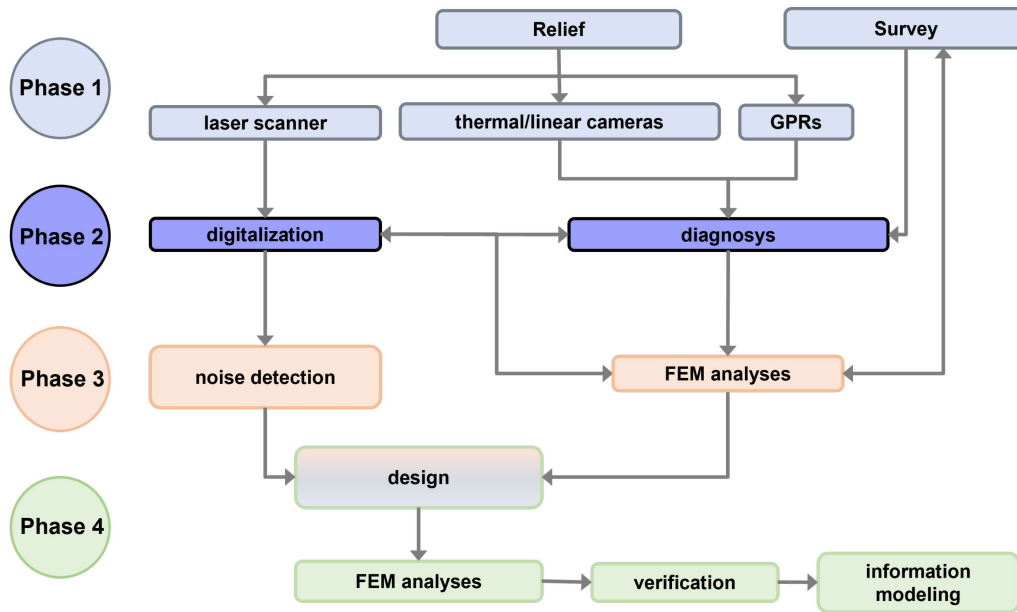 Relief
Survey
Phase 1
laser scanner
thermal/linear cameras
GPRs
Phase 2
digitalization
diagnosys
Phase 3
noise detection
FEM analyses
design
Phase 4
FEM analyses
verification
information
modeling